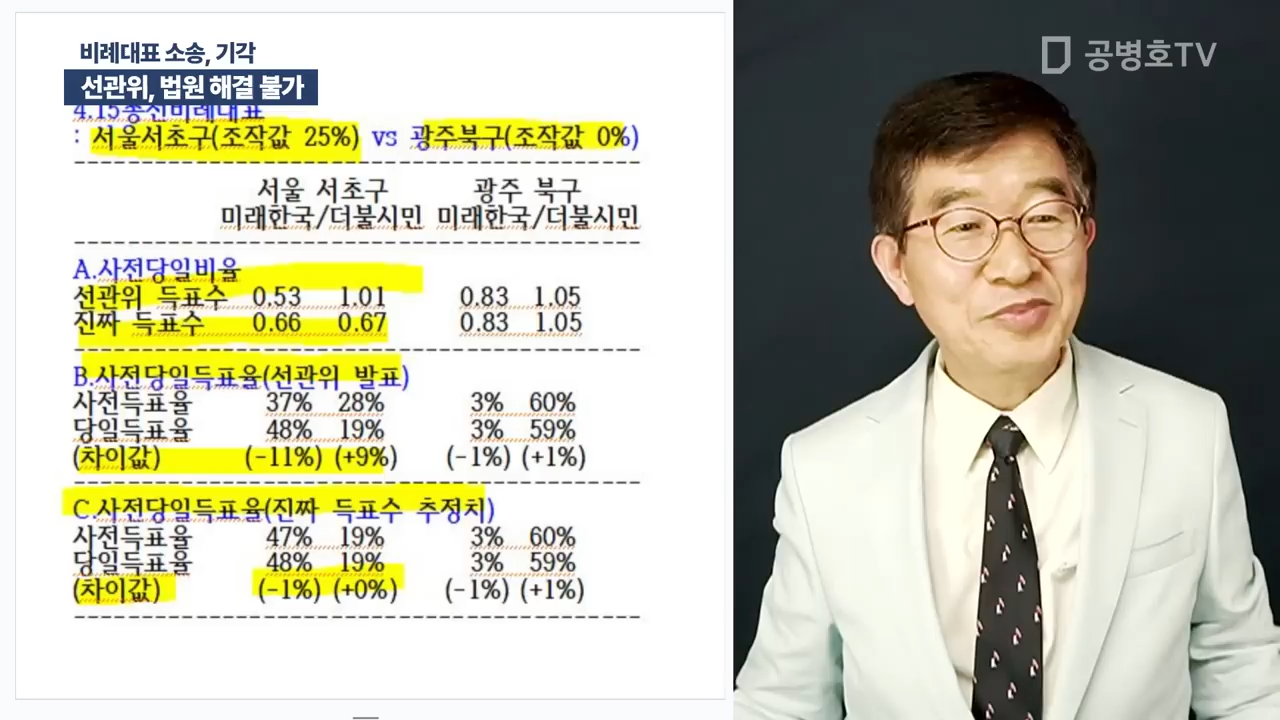 비례대표 소송, 기각
선관위, 법원 해결 불가
공병호TV
4.15총선비례대표
: 서울서초구(조작값 25%) vs 광주북구(조작값 0%)
서울 서초구 광주 북구
미래한국/더불시민 미래한국/더불시민
A.사전당일비율
선관위 득표수 0.53 1.01 0.83 1.05
진짜 득표수 0.66 0.67 0.83 1.05
B.사전당일득표율(선관위 발표)
사전득표율 37% 28% 3% 60%
당일득표율 48% 19% 3% 59%
(차이값) (-11%) (+9%) (-1%) (+1%)
C.사전당일득표율(진짜 득표수 추정치)
사전득표율 47% 19% 3% 60%
당일득표율 48% 19% 3% 59%
(차이값) (-1%) (+0%) (-1%) (+1%)